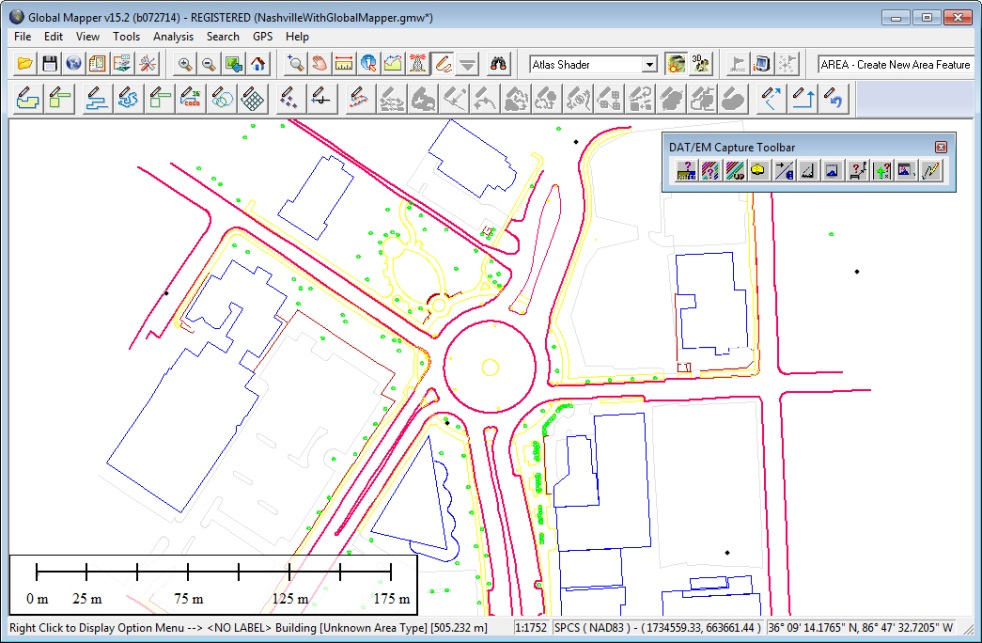 Global Mapper v15.2 (b072714) - REGISTERED (NashvilleWithGlobalMapper.gmw*)
File Edit View Tools Analysis Search GPS Help
Atlas Shader
3D
AREA - Create New Area Feature
DAT/EM Capture Toolbar
0 m 25 m 75 m 125 m 175 m
Right Click to Display Option Menu --> <NO LABEL> Building [Unknown Area Type] [505.232 m]
1:1752
SPCS ( NAD83 ) - ( 1734559.33, 663661.44 )
36° 09' 14.1765" N, 86° 47' 32.7205" W